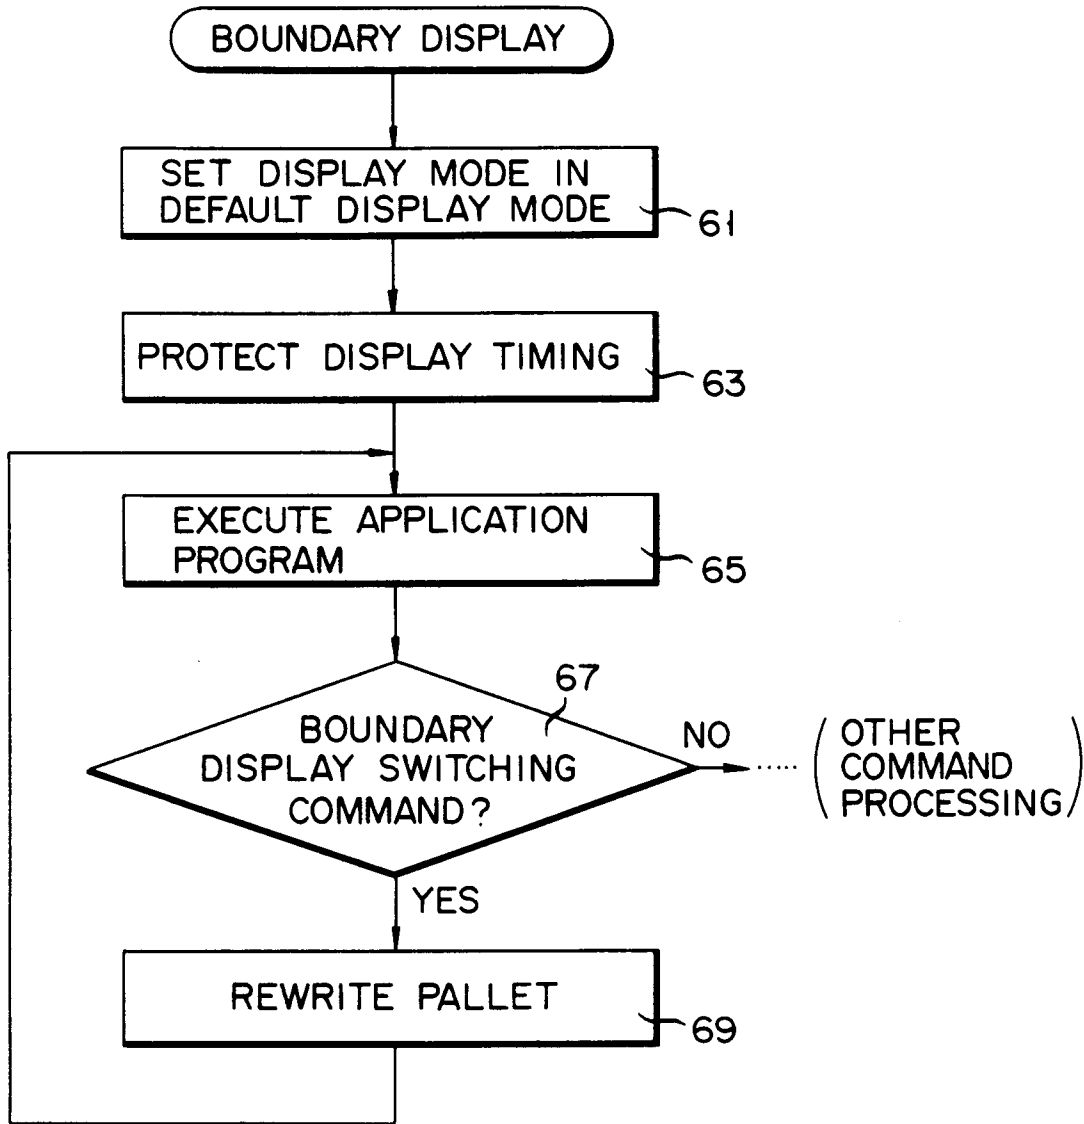 BOUNDARY DISPLAY
SET DISPLAY MODE IN
DEFAULT DISPLAY MODE
61
PROTECT DISPLAY TIMING
63
EXECUTE APPLICATION
PROGRAM
65
67
BOUNDARY
DISPLAY SWITCHING
COMMAND?
NO
..... (OTHER
COMMAND
PROCESSING)
YES
REWRITE PALLET
69